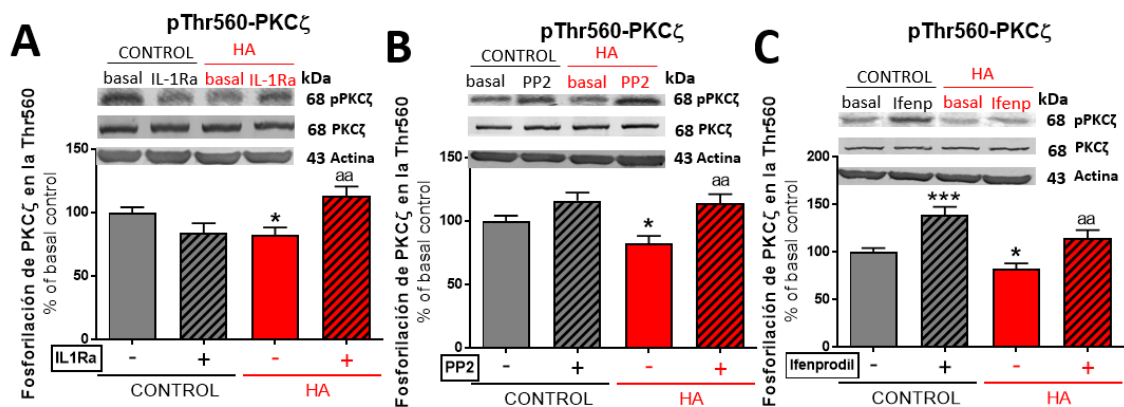 A
pThr560-PKCζ
CONTROL HA
basal IL-1Ra basal IL-1Ra kDa
68 pPKCζ
68 PKCζ
43 Actina
Fosforilación de PKCζ en la Thr560
% of basal control
150
100
50
0
*
aa
IL1Ra - + - +
CONTROL HA
B
pThr560-PKCζ
CONTROL HA
basal PP2 basal PP2 kDa
68 pPKCζ
68 PKCζ
43 Actina
Fosforilación de PKCζ en la Thr560
% of basal control
150
100
50
0
*
aa
PP2 - + - +
CONTROL HA
C
pThr560-PKCζ
CONTROL HA
basal Ifenp basal Ifenp kDa
68 pPKCζ
68 PKCζ
43 Actina
Fosforilación de PKCζ en la Thr560
% of basal control
200
150
100
50
0
***
*
aa
Ifenprodil - + - +
CONTROL HA